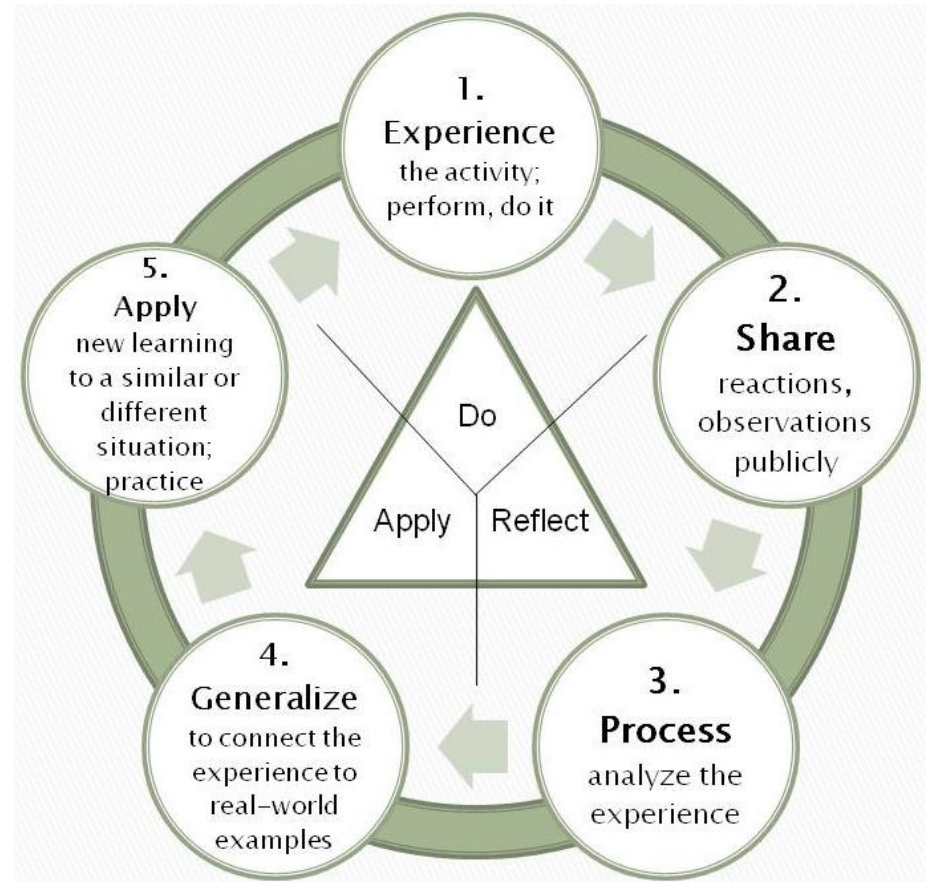 1.
Experience
the activity;
perform, do it
2.
Share
reactions,
observations
publicly
3.
Process
analyze the
experience
4.
Generalize
to connect the
experience to
real-world
examples
5.
Apply
new learning
to a similar or
different
situation;
practice
Do
Apply
Reflect